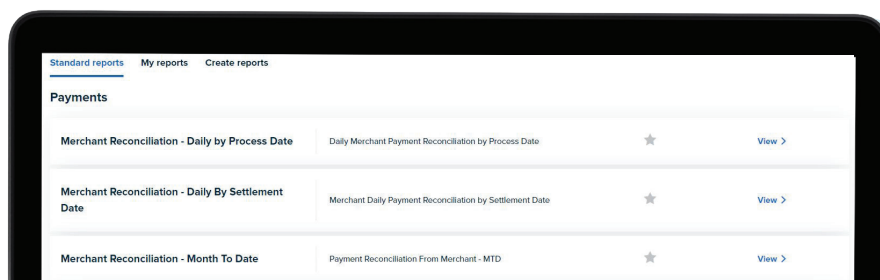 Standard reports My reports Create reports
Payments
Merchant Reconciliation - Daily by Process Date Daily Merchant Payment Reconciliation by Process Date View
Merchant Reconciliation - Daily By Settlement
Date
Merchant Daily Payment Reconciliation by Settlement Date View
Merchant Reconciliation - Month To Date Payment Reconciliation From Merchant - MTD View